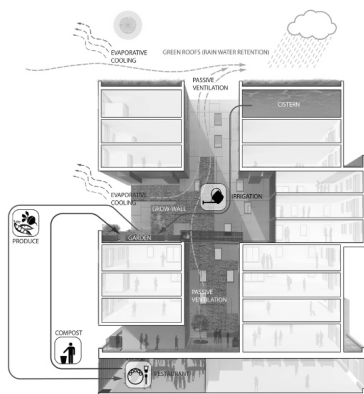 EVAPORATIVE
COOLING
GREEN ROOFS (RAIN WATER RETENTION)
PASSIVE
VENTILATION
CISTERN
EVAPORATIVE
COOLING
IRRIGATION
GROW-WALL
GARDEN
PRODUCE
PASSIVE
VENTILATION
COMPOST
RESTAURANT